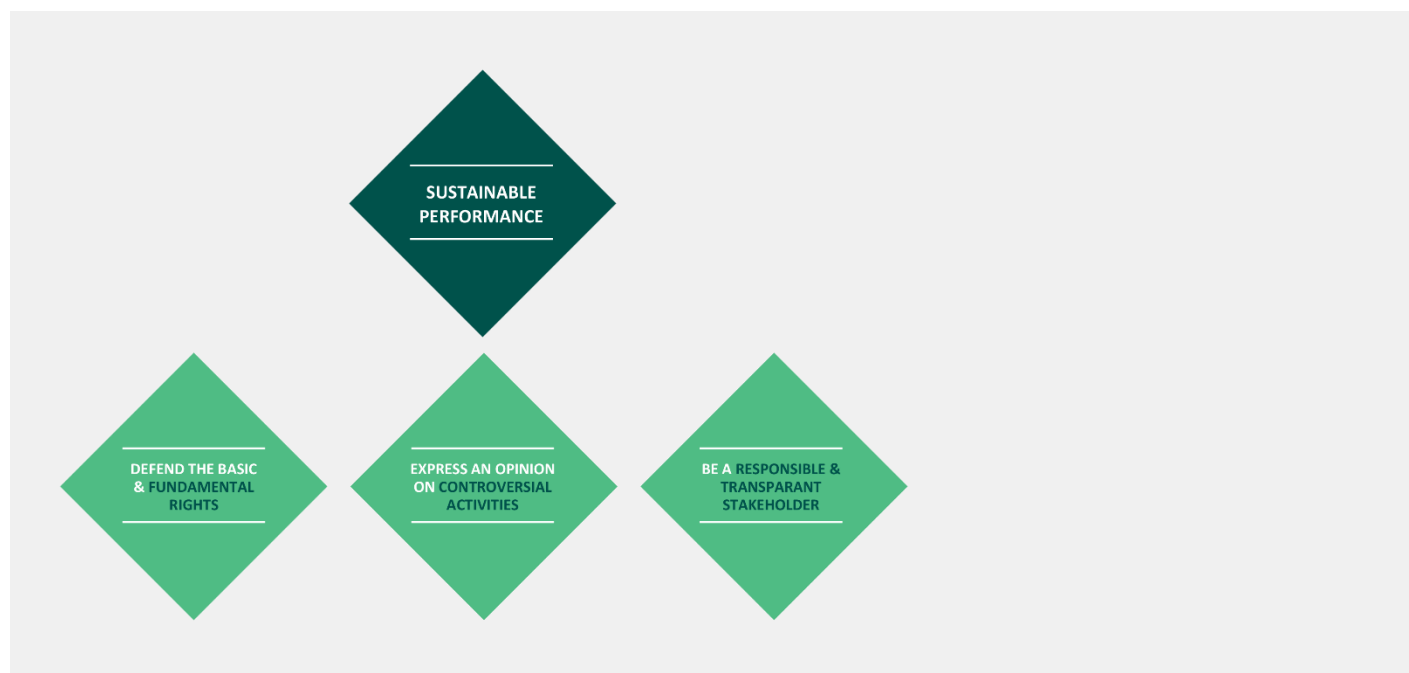 SUSTAINABLE
PERFORMANCE
DEFEND THE BASIC
& FUNDAMENTAL
RIGHTS
EXPRESS AN OPINION
ON CONTROVERSIAL
ACTIVITIES
BE A RESPONSIBLE &
TRANSPARANT
STAKEHOLDER